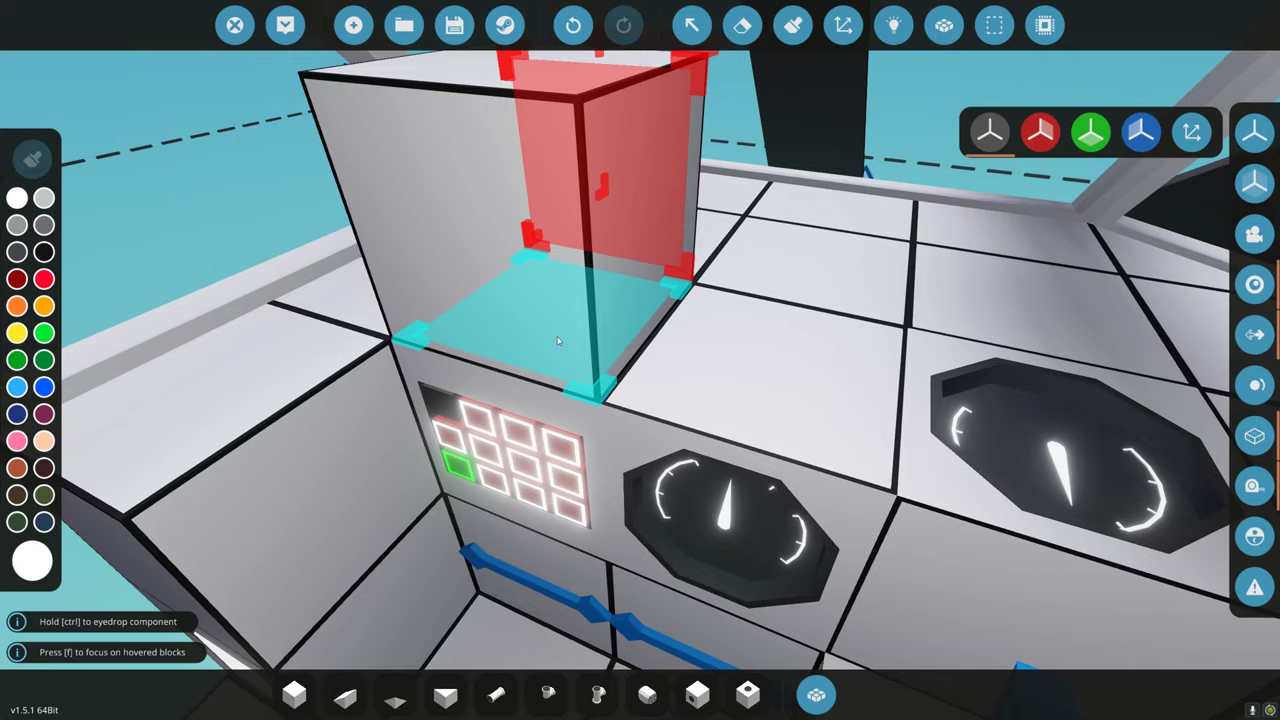 Hold [ctrl] to eyedrop component
Press [f] to focus on hovered blocks
v1.5.1 64Bit